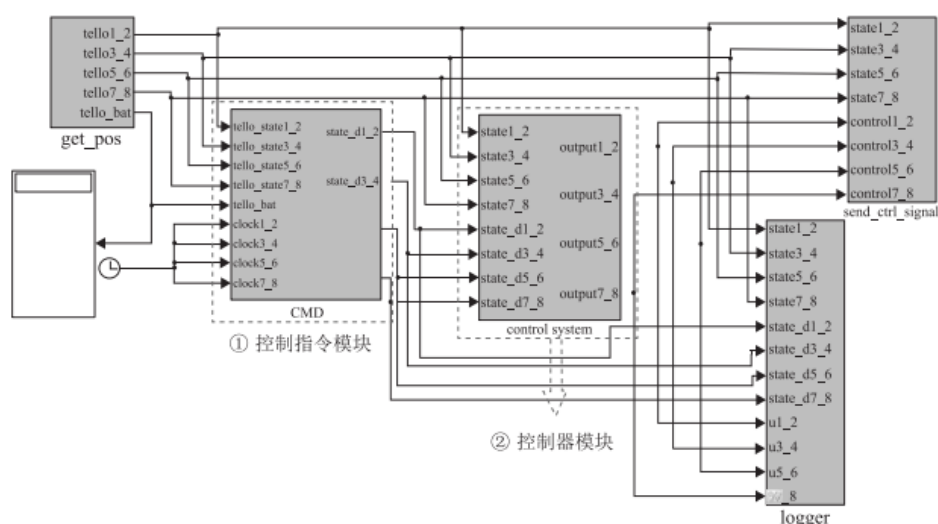 tello1_2
tello3_4
tello5_6
tello7_8
tello_bat
get_pos
tello_state1_2
tello_state3_4
tello_state5_6
tello_state7_8
tello_bat
clock1_2
clock3_4
clock5_6
clock7_8
state_d1_2
state_d3_4
CMD
① 控制指令模块
state1_2
state3_4
state5_6
state7_8
state_d1_2
state_d3_4
state_d5_6
state_d7_8
output1_2
output3_4
output5_6
output7_8
control system
② 控制器模块
state1_2
state3_4
state5_6
state7_8
control1_2
control3_4
control5_6
control7_8
send_ctrl_signal
state1_2
state3_4
state5_6
state7_8
state_d1_2
state_d3_4
state_d5_6
state_d7_8
u1_2
u3_4
u5_6
_8
logger